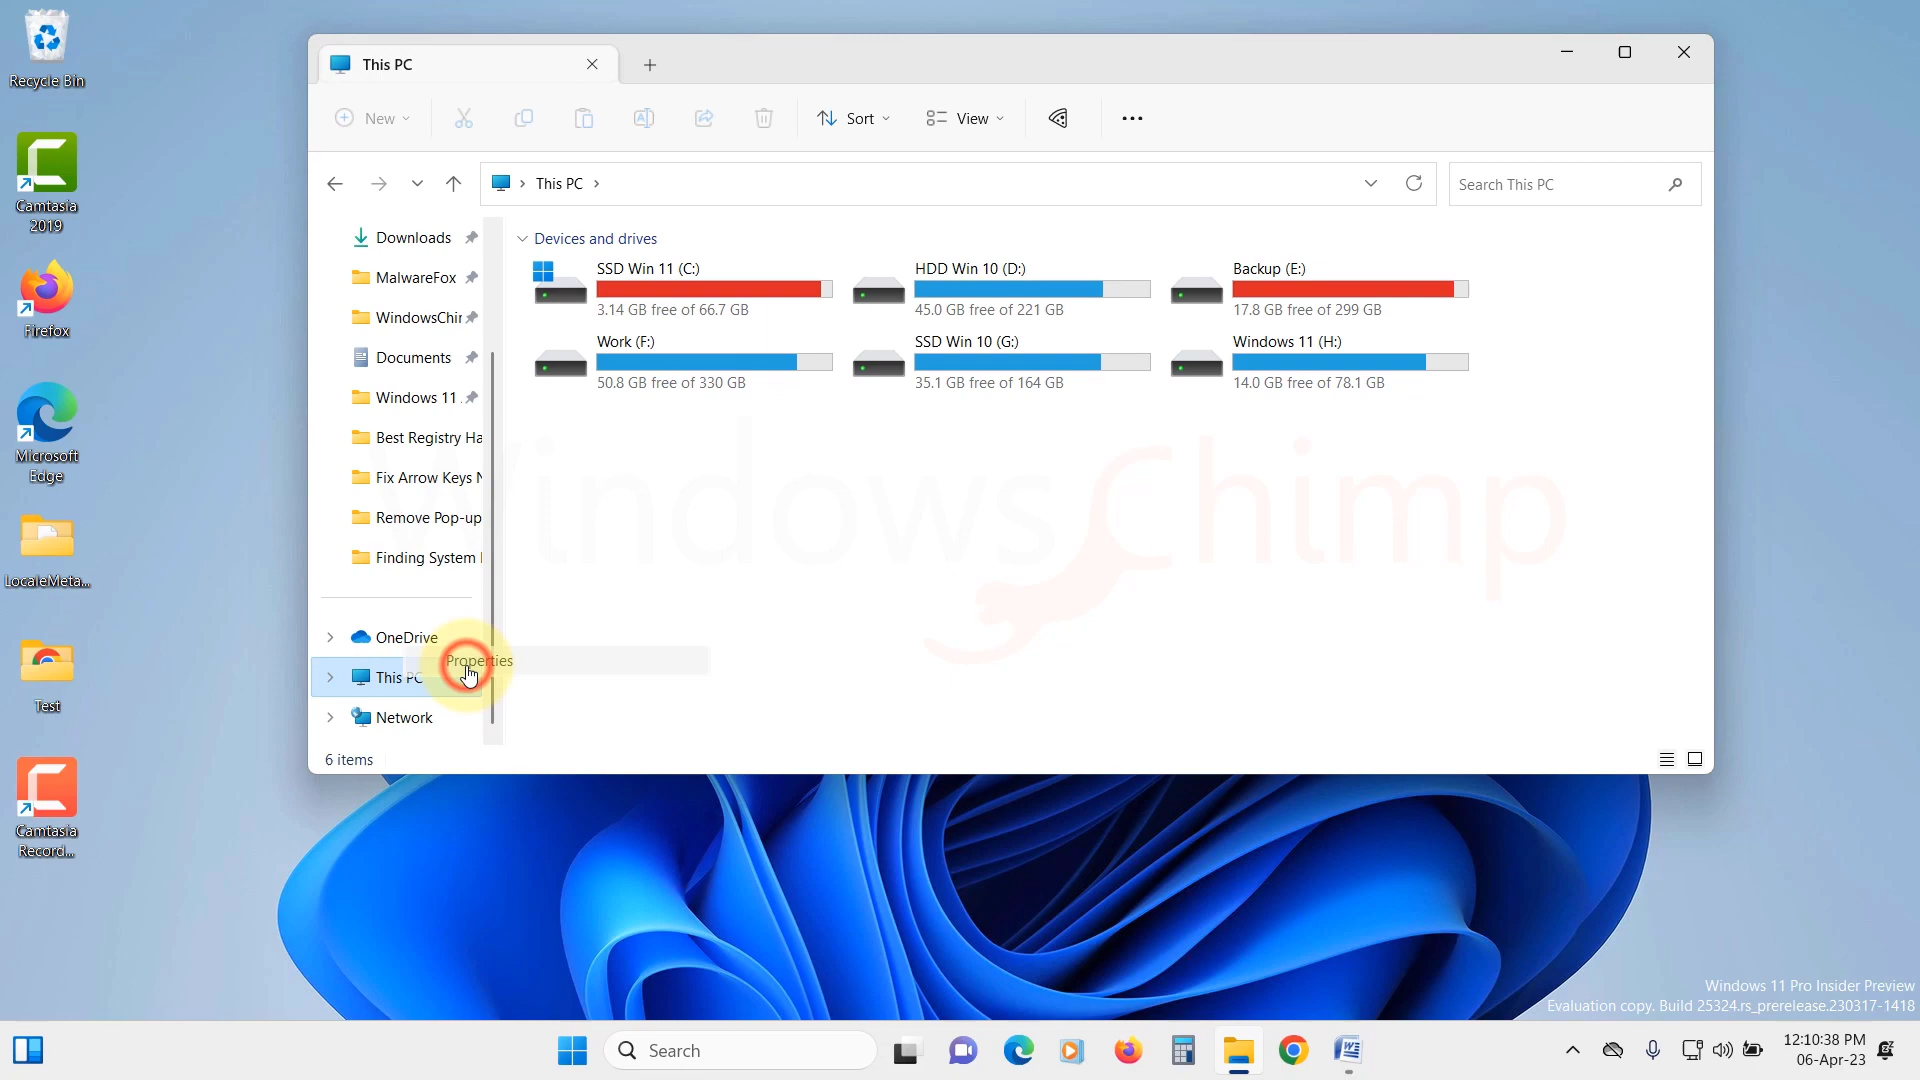 Recycle Bin
Camtasia
2019
Firefox
Microsoft
Edge
LocaleMeta...
Test
Camtasia
Record...
This PC
New
Sort
View
This PC
Search This PC
Downloads
MalwareFox
WindowsChi
Documents
Windows 11
Best Registry Ha
Fix Arrow Keys N
Remove Pop-up
Finding System
OneDrive
Properties
This PC
Network
6 items
Devices and drives
SSD Win 11 (C:)
3.14 GB free of 66.7 GB
HDD Win 10 (D:)
45.0 GB free of 221 GB
Backup (E:)
17.8 GB free of 299 GB
Work (F:)
50.8 GB free of 330 GB
SSD Win 10 (G:)
35.1 GB free of 164 GB
Windows 11 (H:)
14.0 GB free of 78.1 GB
WindowsChimp
Windows 11 Pro Insider Preview
Evaluation copy. Build 25324.rs_prerelease.230317-1418
Search
12:10:38 PM
06-Apr-23